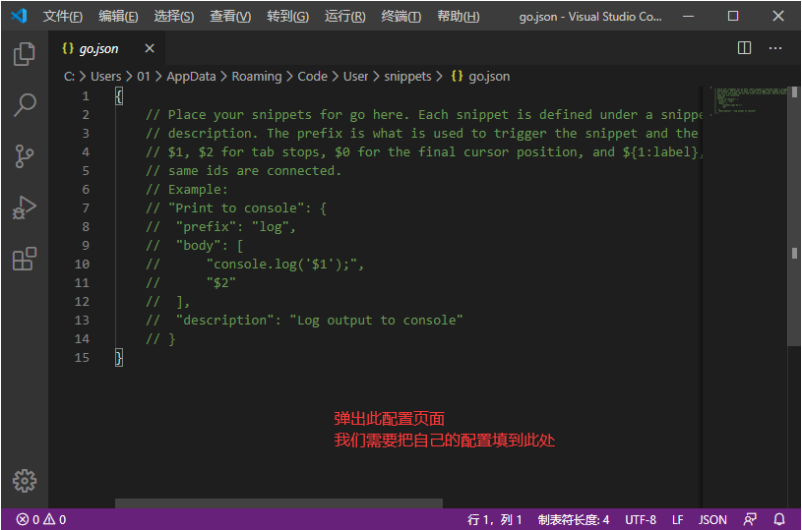 文件(F) 编辑(E) 选择(S) 查看(V) 转到(G) 运行(R) 终端(T) 帮助(H) go.json - Visual Studio Co...
{} go.json
C: > Users > 01 > AppData > Roaming > Code > User > snippets > {} go.json
1 {
2 // Place your snippets for go here. Each snippet is defined under a snippe
3 // description. The prefix is what is used to trigger the snippet and the
4 // $1, $2 for tab stops, $0 for the final cursor position, and ${1:label},
5 // same ids are connected.
6 // Example:
7 // "Print to console": {
8 // "prefix": "log",
9 // "body": [
10 // "console.log('$1');",
11 // "$2"
12 // ],
13 // "description": "Log output to console"
14 // }
15 }
弹出此配置页面
我们需要把自己的配置填到此处
0 0 行 1，列 1 制表符长度: 4 UTF-8 LF JSON